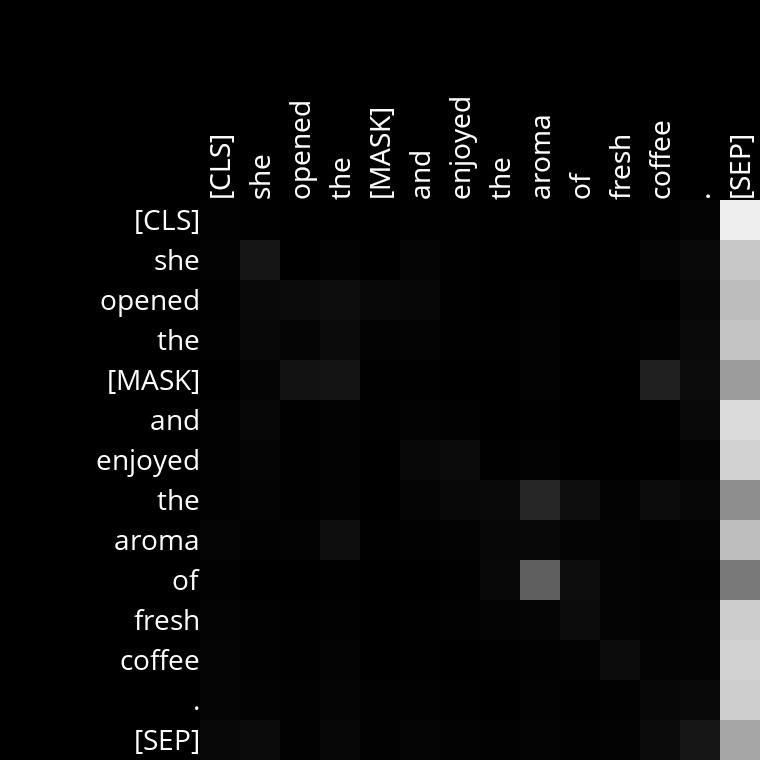 [CLS] she opened the [MASK] and enjoyed the aroma of fresh coffee . [SEP]
[CLS]
she
opened
the
[MASK]
and
enjoyed
the
aroma
of
fresh
coffee
.
[SEP]